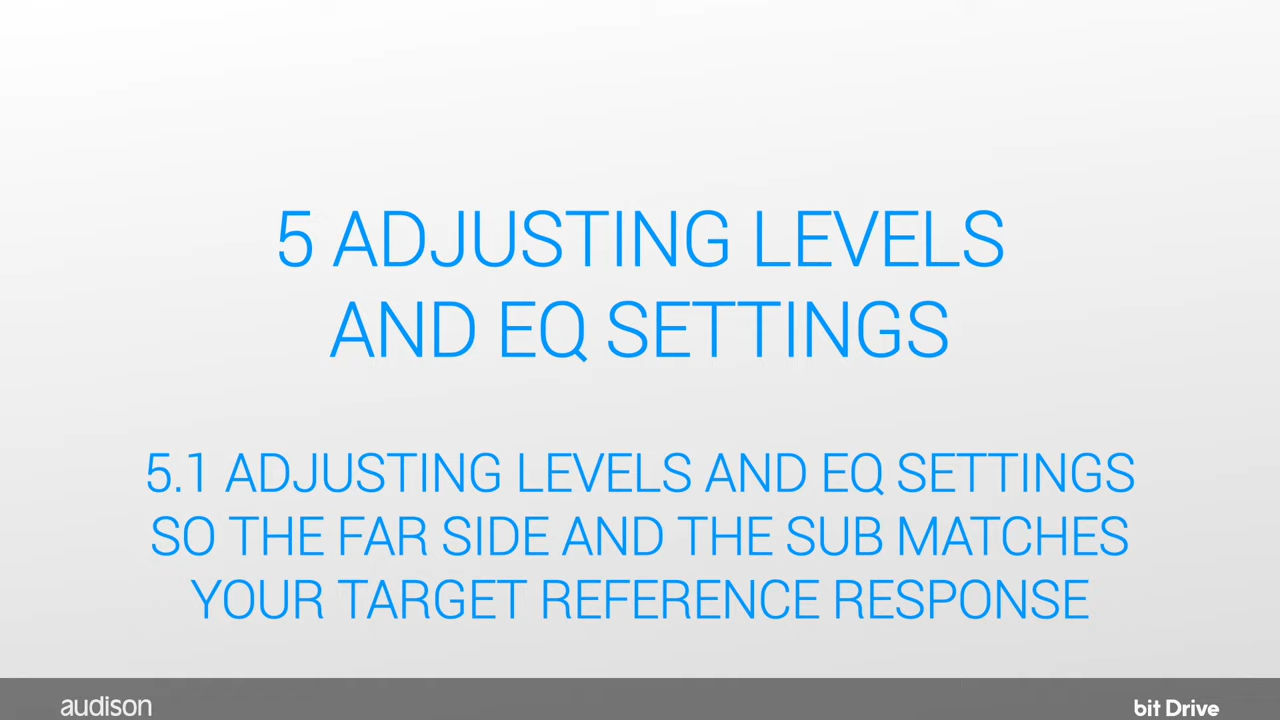 5 ADJUSTING LEVELS
AND EQ SETTINGS
5.1 ADJUSTING LEVELS AND EQ SETTINGS
SO THE FAR SIDE AND THE SUB MATCHES
YOUR TARGET REFERENCE RESPONSE
audison
bit Drive